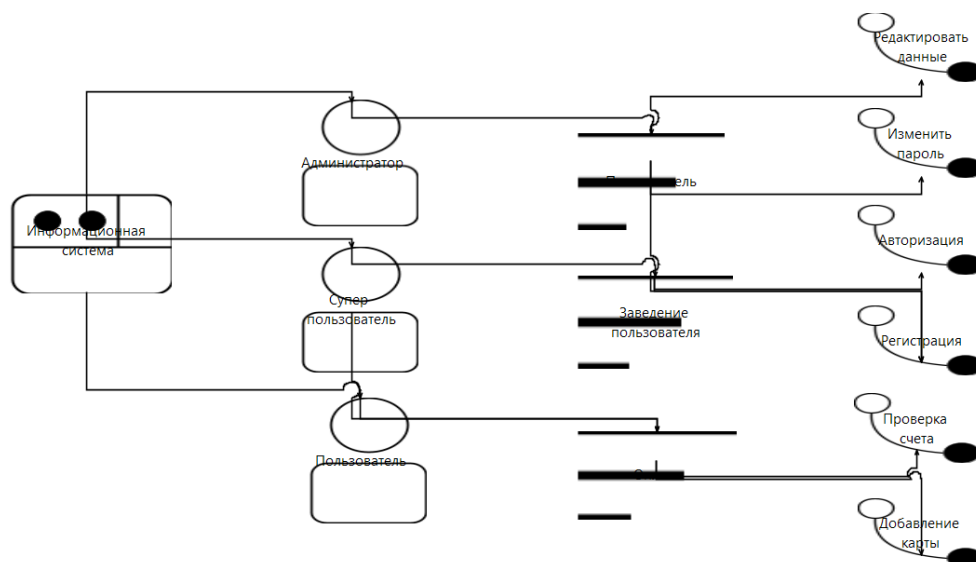 Редактировать
данные
Изменить
пароль
Администратор
Информационная
система
Авторизация
Супер
пользователь
Заведение
пользователя
Регистрация
Проверка
счета
Пользователь
Добавление
карты